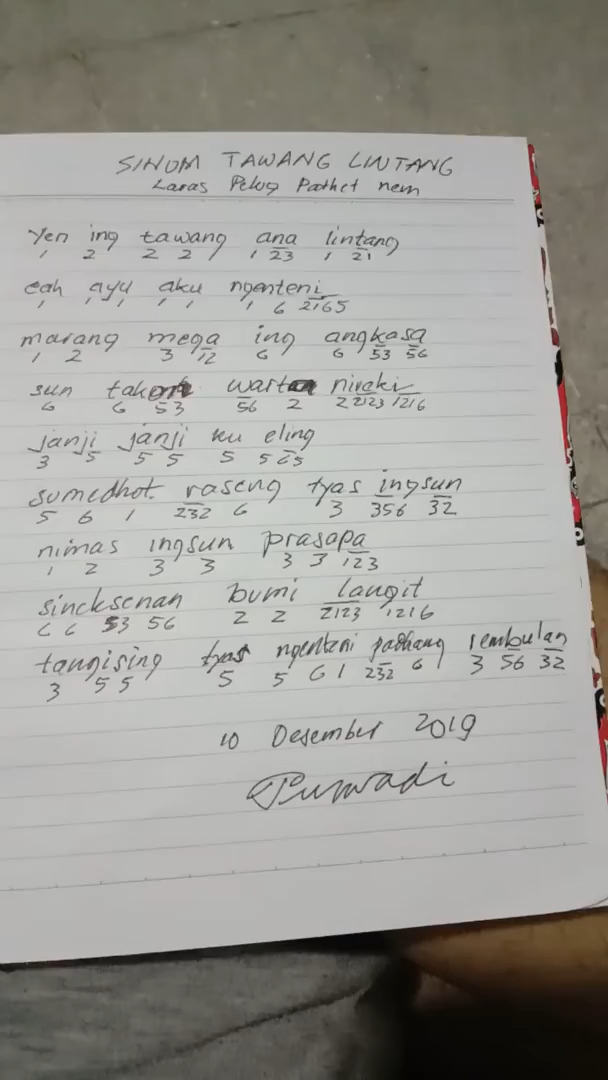 SINOM TAWANG LINTANG
Laras Pelog Pathet nem
Yen ing tawang ana lintang
1 2 2 2 1 23 1 21
cah ayu aku ngenteni
1 1 1 1 1 1 6 2165
marang mega ing angkasa
1 2 3 12 6 6 53 56
sun takon warta nireki
6 6 53 56 2 2 2123 1216
janji janji ku eling
3 5 5 5 5 5 65
sumedhot raseng tyas ingsun
5 6 1 232 6 3 356 32
nimas ingsun prasapa
1 2 3 3 3 3 123
sineksenan bumi langit
6 6 53 56 2 2 2123 1216
tangising tyas ngenteni padhang rembulan
3 5 5 5 5 6 1 232 6 3 56 32
10 Desember 2019
Purwadi